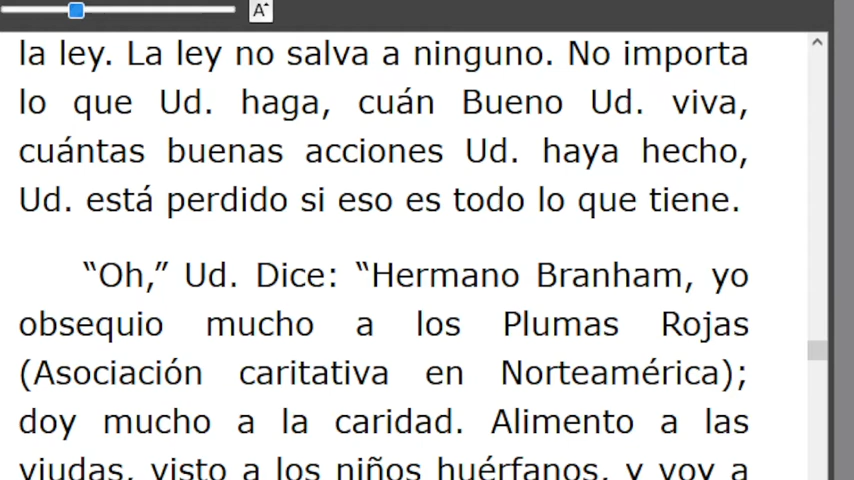 A
la ley. La ley no salva a ninguno. No importa
lo que Ud. haga, cuán Bueno Ud. viva,
cuántas buenas acciones Ud. haya hecho,
Ud. está perdido si eso es todo lo que tiene.
“Oh,” Ud. Dice: “Hermano Branham, yo
obsequio mucho a los Plumas Rojas
(Asociación caritativa en Norteamérica);
doy mucho a la caridad. Alimento a las
viudas, visto a los niños huérfanos, y voy a